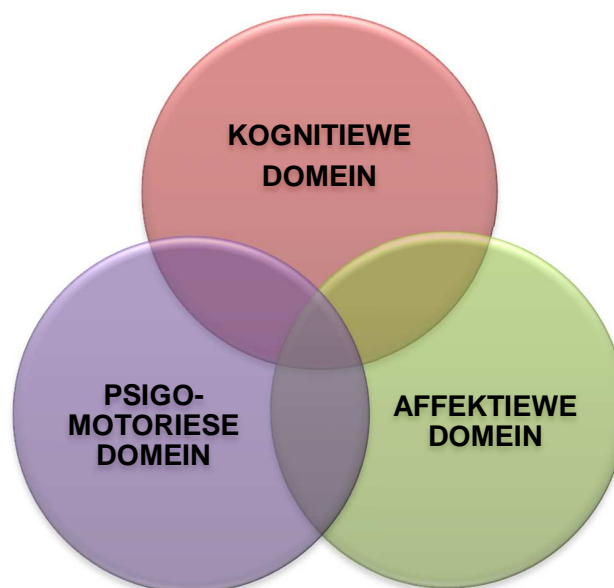 KOGNITIEWE
DOMEIN
PSIGO-
MOTORIESE
DOMEIN
AFFEKTIEWE
DOMEIN